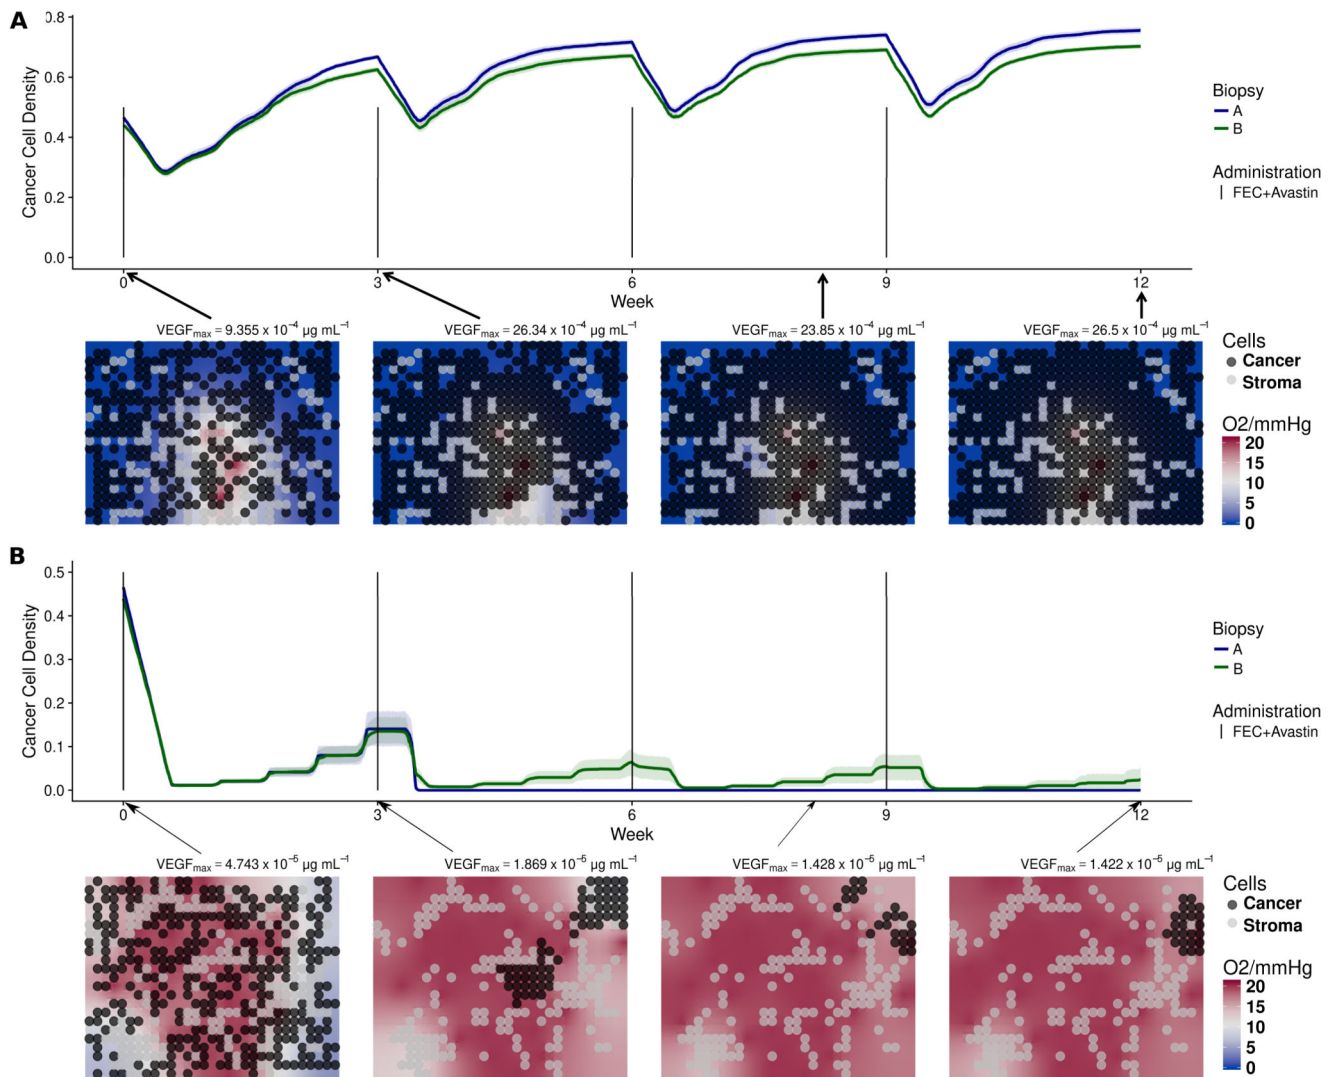 A
0.8
0.6
0.4
0.2
0.0
Cancer Cell Density
0 3 6 9 12
Week
Biopsy
A
B
Administration
FEC+Avastin
VEGFmax = 9.355 x 10⁻⁴ µg mL⁻¹
VEGFmax = 26.34 x 10⁻⁴ µg mL⁻¹
VEGFmax = 23.85 x 10⁻⁴ µg mL⁻¹
VEGFmax = 26.5 x 10⁻⁴ µg mL⁻¹
Cells
Cancer
Stroma
O2/mmHg
20
15
10
5
0
B
0.5
0.4
0.3
0.2
0.1
0.0
Cancer Cell Density
0 3 6 9 12
Week
Biopsy
A
B
Administration
FEC+Avastin
VEGFmax = 4.743 x 10⁻⁵ µg mL⁻¹
VEGFmax = 1.869 x 10⁻⁵ µg mL⁻¹
VEGFmax = 1.428 x 10⁻⁵ µg mL⁻¹
VEGFmax = 1.422 x 10⁻⁵ µg mL⁻¹
Cells
Cancer
Stroma
O2/mmHg
20
15
10
5
0